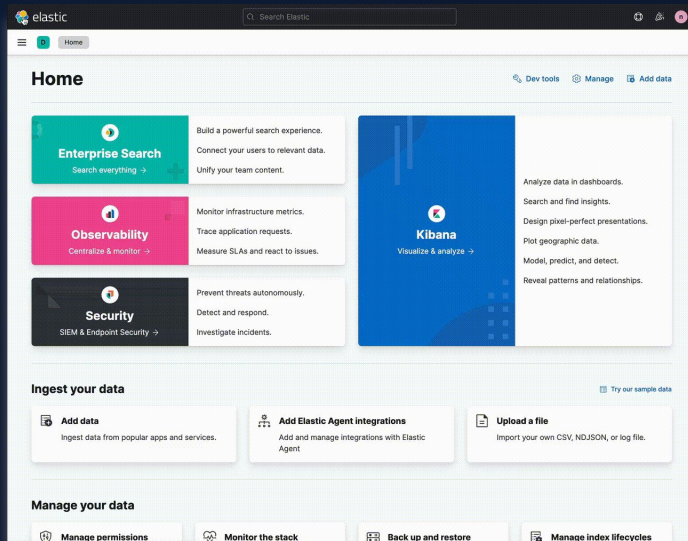 elastic
Search Elastic
n
D
Home
Home
Dev tools
Manage
Add data
Enterprise Search
Search everything →
Build a powerful search experience.
Connect your users to relevant data.
Unify your team content.
Observability
Centralize & monitor →
Monitor infrastructure metrics.
Trace application requests.
Measure SLAs and react to issues.
Security
SIEM & Endpoint Security →
Prevent threats autonomously.
Detect and respond.
Investigate incidents.
Kibana
Visualize & analyze →
Analyze data in dashboards.
Search and find insights.
Design pixel-perfect presentations.
Plot geographic data.
Model, predict, and detect.
Reveal patterns and relationships.
Ingest your data
Try our sample data
Add data
Ingest data from popular apps and services.
Add Elastic Agent integrations
Add and manage integrations with Elastic
Agent
Upload a file
Import your own CSV, NDJSON, or log file.
Manage your data
Manage permissions
Monitor the stack
Back up and restore
Manage index lifecycles